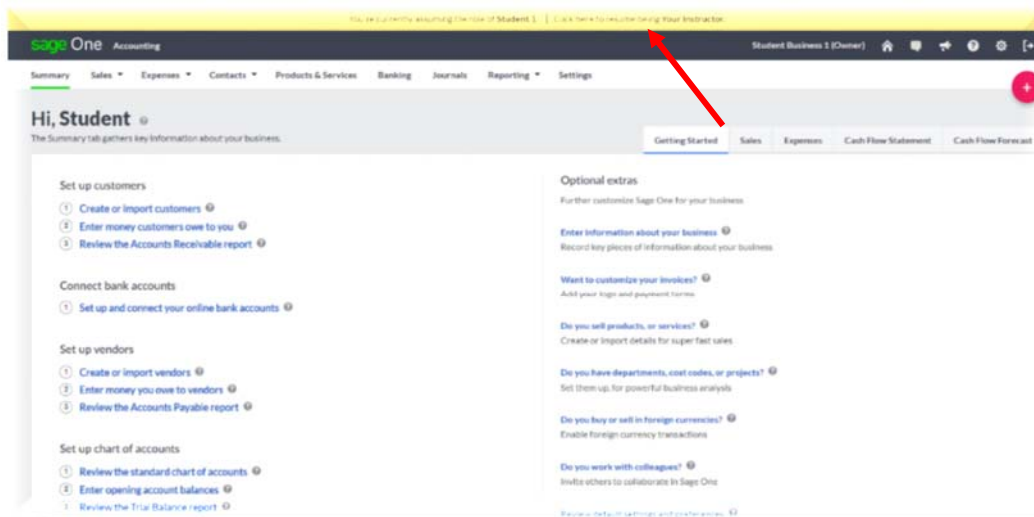 You're currently assuming the role of Student 1 | Click here to resume being Your Instructor.
sage One Accounting
Student Business 1 (Owner)
Summary Sales Expenses Contacts Products & Services Banking Journals Reporting Settings
Hi, Student
The Summary tab gathers key information about your business.
Getting Started Sales Expenses Cash Flow Statement Cash Flow Forecast
Set up customers
1 Create or import customers
2 Enter money customers owe to you
3 Review the Accounts Receivable report
Connect bank accounts
1 Set up and connect your online bank accounts
Set up vendors
1 Create or import vendors
2 Enter money you owe to vendors
3 Review the Accounts Payable report
Set up chart of accounts
1 Review the standard chart of accounts
2 Enter opening account balances
3 Review the Trial Balance report
Optional extras
Further customize Sage One for your business
Enter information about your business
Record key pieces of information about your business
Want to customize your invoices?
Add your logo and payment terms
Do you sell products, or services?
Create or import details for super fast sales
Do you have departments, cost codes, or projects?
Set them up, for powerful business analysis
Do you buy or sell in foreign currencies?
Enable foreign currency transactions
Do you work with colleagues?
Invite others to collaborate in Sage One
Review default settings and preferences